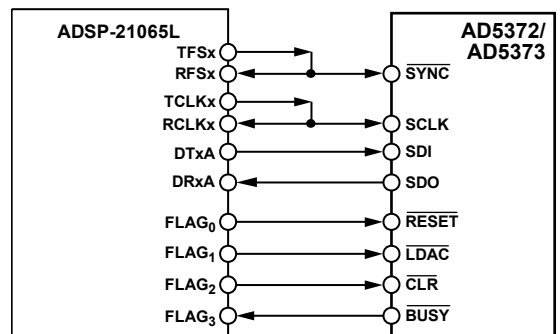 ADSP-21065L
AD5372/
AD5373
TFSx
RFSx
SYNC
TCLKx
RCLKx
SCLK
DTxA
SDI
DRxA
SDO
FLAG0
RESET
FLAG1
LDAC
FLAG2
CLR
FLAG3
BUSY